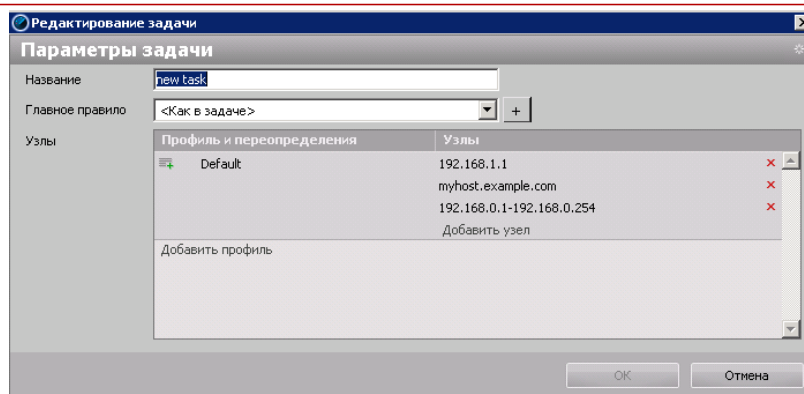 Редактирование задачи
Параметры задачи
Название new task
Главное правило <Как в задаче> +
Узлы Профиль и переопределения Узлы
Default 192.168.1.1
myhost.example.com
192.168.0.1-192.168.0.254
Добавить узел
Добавить профиль
OK Отмена